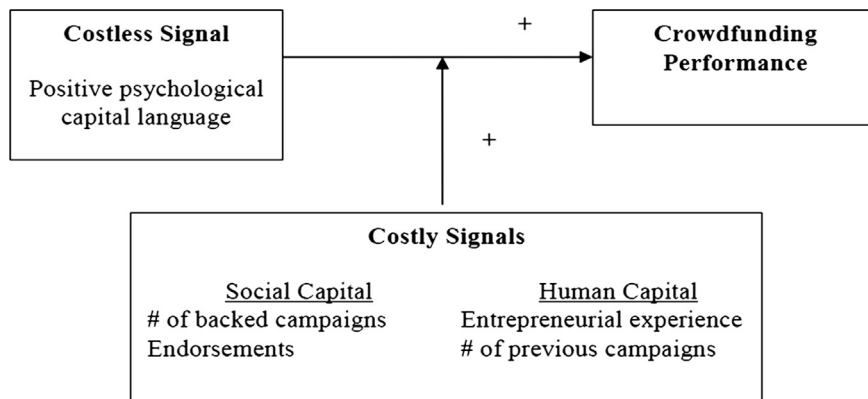 Costless Signal
Positive psychological
capital language
+
Crowdfunding
Performance
+
Costly Signals
Social Capital
# of backed campaigns
Endorsements
Human Capital
Entrepreneurial experience
# of previous campaigns